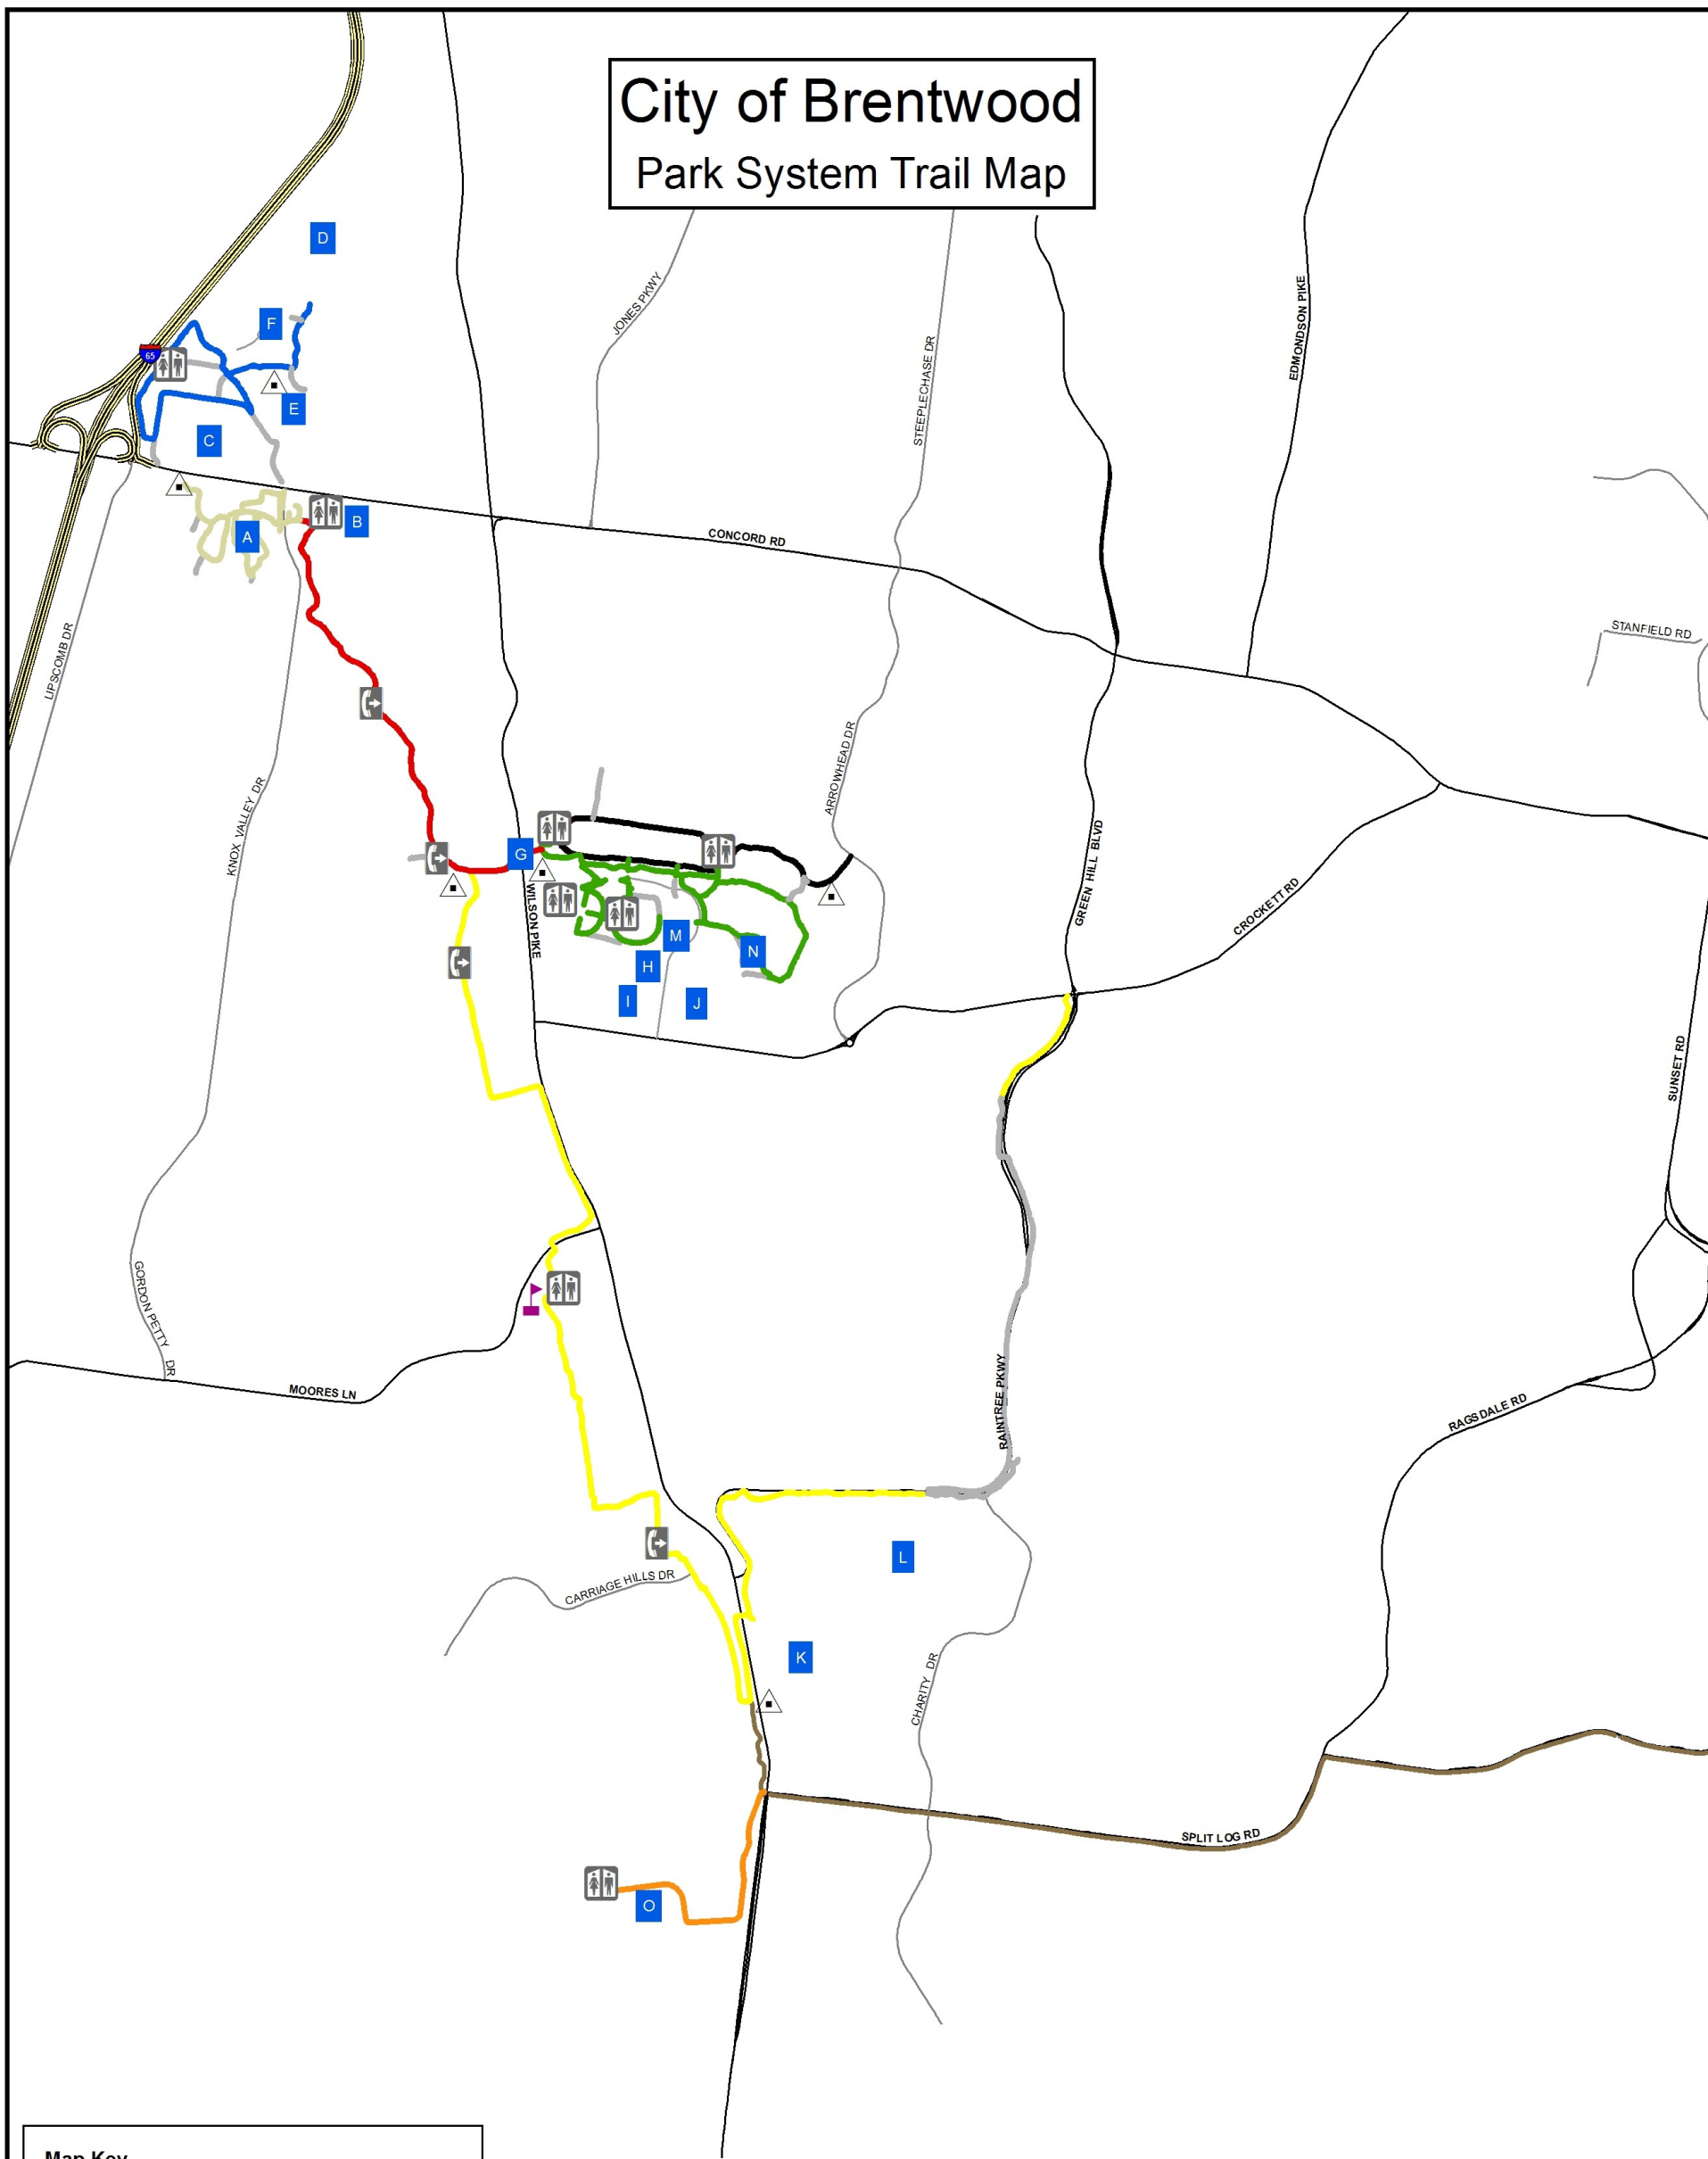 City of Brentwood
Park System Trail Map
D
JONES PKWY
EDMONDSON PIKE
F
65
STEEPLECHASE DR
E
C
B
A
CONCORD RD
STANFIELD RD
LIPSCOMB DR
ARROWHEAD DR
KNOX VALLEY DR
GREEN HILL BLVD
G
CROCKETT RD
WILSON PIKE
M
N
H
I
J
SUNSET RD
GORDON PETTY DR
MOORES LN
RAINTREE PKWY
RAGSDALE RD
L
CARRIAGE HILLS DR
K
CHARITY DR
SPLIT LOG RD
O
Map Key